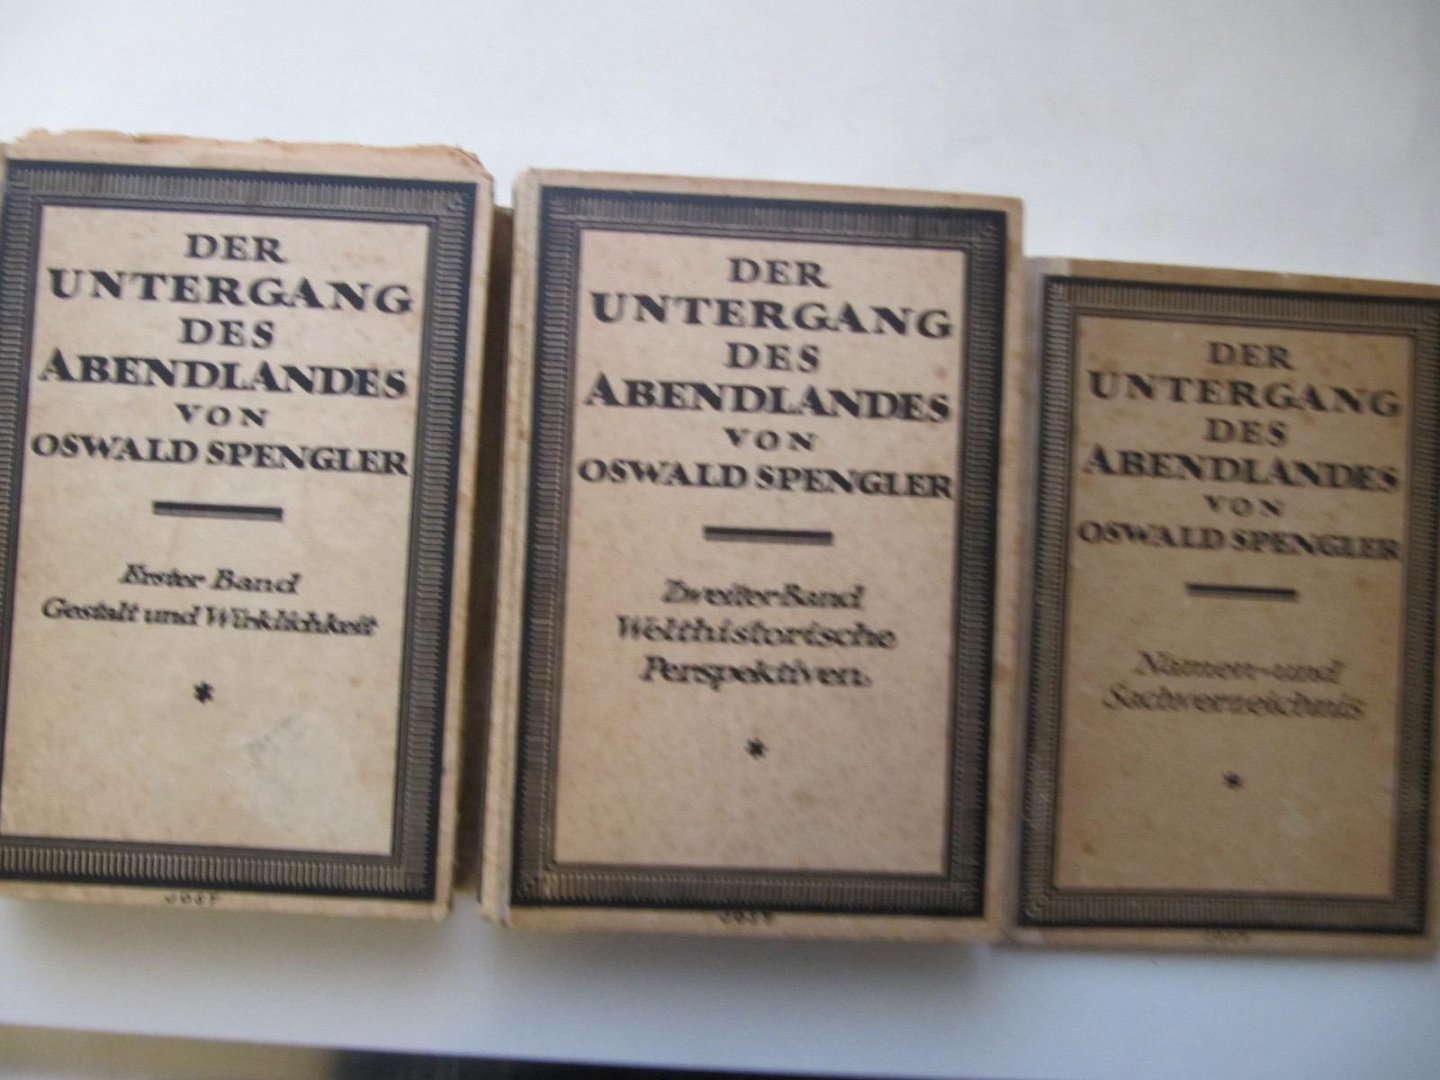 DER
UNTERGANG
DES
ABENDLANDES
VON
OSWALD SPENGLER
Erster Band
Gestalt und Wirklichkeit
*
DER
UNTERGANG
DES
ABENDLANDES
VON
OSWALD SPENGLER
Zweiter Band
Welthistorische
Perspektiven
*
DER
UNTERGANG
DES
ABENDLANDES
VON
OSWALD SPENGLER
Namen- und
Sachverzeichnis
*